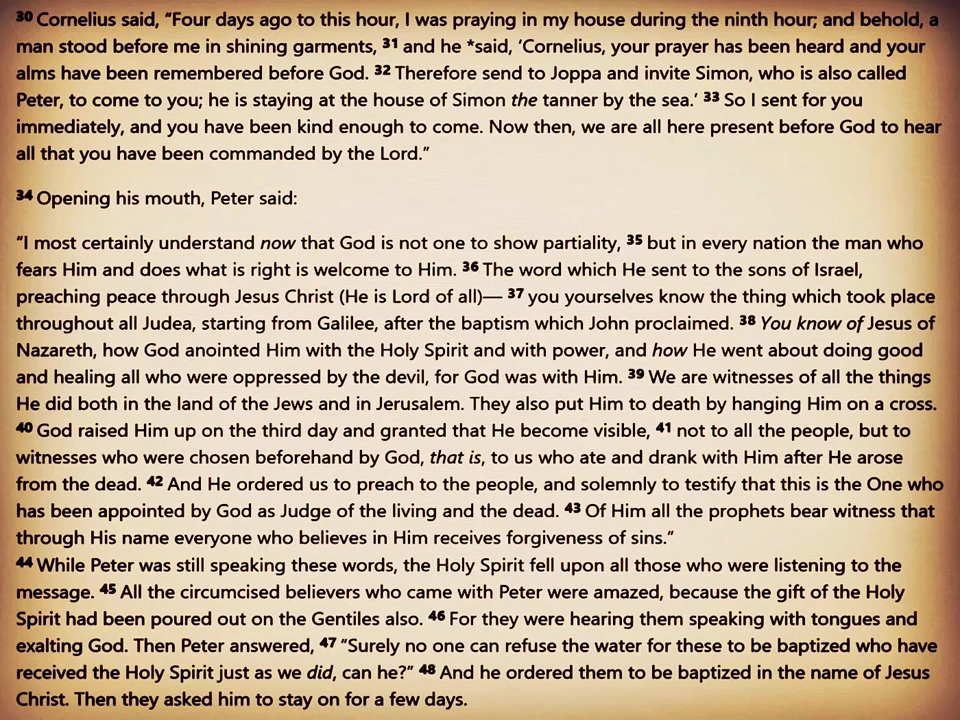 30 Cornelius said, “Four days ago to this hour, I was praying in my house during the ninth hour; and behold, a
man stood before me in shining garments, 31 and he *said, ‘Cornelius, your prayer has been heard and your
alms have been remembered before God. 32 Therefore send to Joppa and invite Simon, who is also called
Peter, to come to you; he is staying at the house of Simon the tanner by the sea.’ 33 So I sent for you
immediately, and you have been kind enough to come. Now then, we are all here present before God to hear
all that you have been commanded by the Lord.”
34 Opening his mouth, Peter said:
“I most certainly understand now that God is not one to show partiality, 35 but in every nation the man who
fears Him and does what is right is welcome to Him. 36 The word which He sent to the sons of Israel,
preaching peace through Jesus Christ (He is Lord of all)— 37 you yourselves know the thing which took place
throughout all Judea, starting from Galilee, after the baptism which John proclaimed. 38 You know of Jesus of
Nazareth, how God anointed Him with the Holy Spirit and with power, and how He went about doing good
and healing all who were oppressed by the devil, for God was with Him. 39 We are witnesses of all the things
He did both in the land of the Jews and in Jerusalem. They also put Him to death by hanging Him on a cross.
40 God raised Him up on the third day and granted that He become visible, 41 not to all the people, but to
witnesses who were chosen beforehand by God, that is, to us who ate and drank with Him after He arose
from the dead. 42 And He ordered us to preach to the people, and solemnly to testify that this is the One who
has been appointed by God as Judge of the living and the dead. 43 Of Him all the prophets bear witness that
through His name everyone who believes in Him receives forgiveness of sins.”
44 While Peter was still speaking these words, the Holy Spirit fell upon all those who were listening to the
message. 45 All the circumcised believers who came with Peter were amazed, because the gift of the Holy
Spirit had been poured out on the Gentiles also. 46 For they were hearing them speaking with tongues and
exalting God. Then Peter answered, 47 “Surely no one can refuse the water for these to be baptized who have
received the Holy Spirit just as we did, can he?” 48 And he ordered them to be baptized in the name of Jesus
Christ. Then they asked him to stay on for a few days.